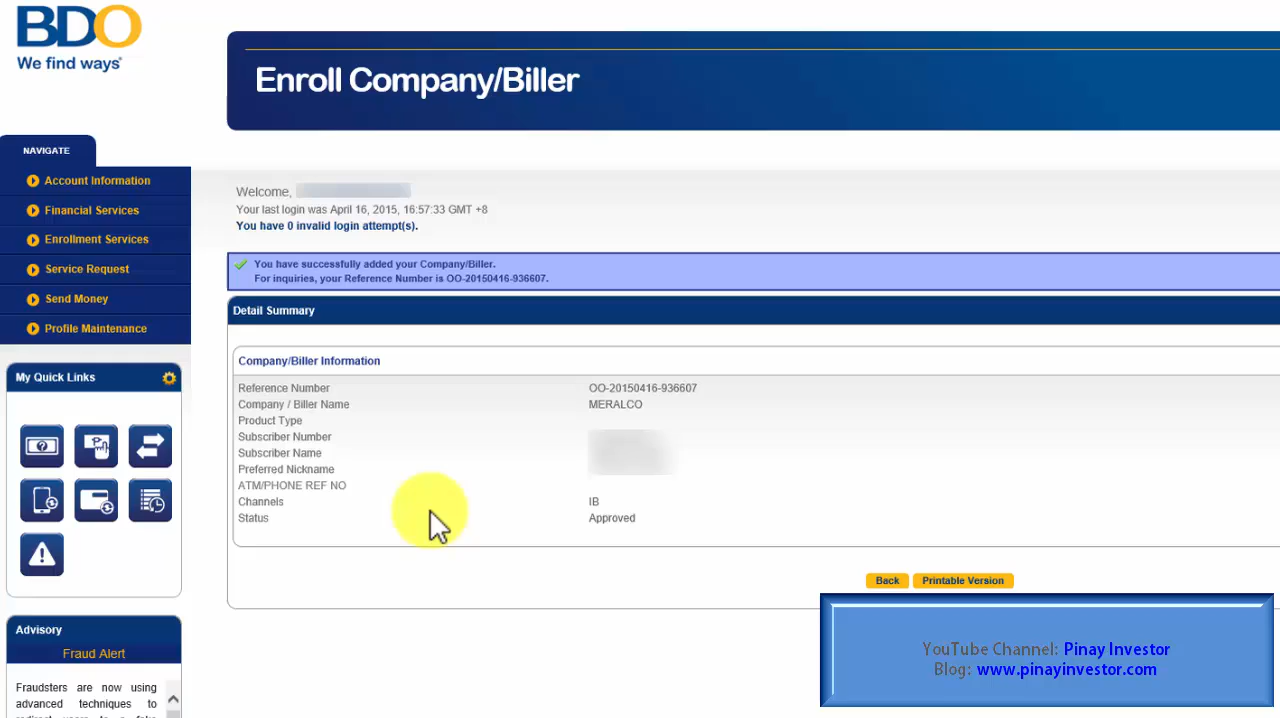 BDO
We find ways®
Enroll Company/Biller
NAVIGATE
Account Information
Financial Services
Enrollment Services
Service Request
Send Money
Profile Maintenance
Welcome,
Your last login was April 16, 2015, 16:57:33 GMT +8
You have 0 invalid login attempt(s).
You have successfully added your Company/Biller.
For inquiries, your Reference Number is OO-20150416-936607.
Detail Summary
Company/Biller Information
Reference Number OO-20150416-936607
Company / Biller Name MERALCO
Product Type
Subscriber Number
Subscriber Name
Preferred Nickname
ATM/PHONE REF NO
Channels IB
Status Approved
Back Printable Version
My Quick Links
Advisory
Fraud Alert
Fraudsters are now using
advanced techniques to
YouTube Channel: Pinay Investor
Blog: www.pinayinvestor.com